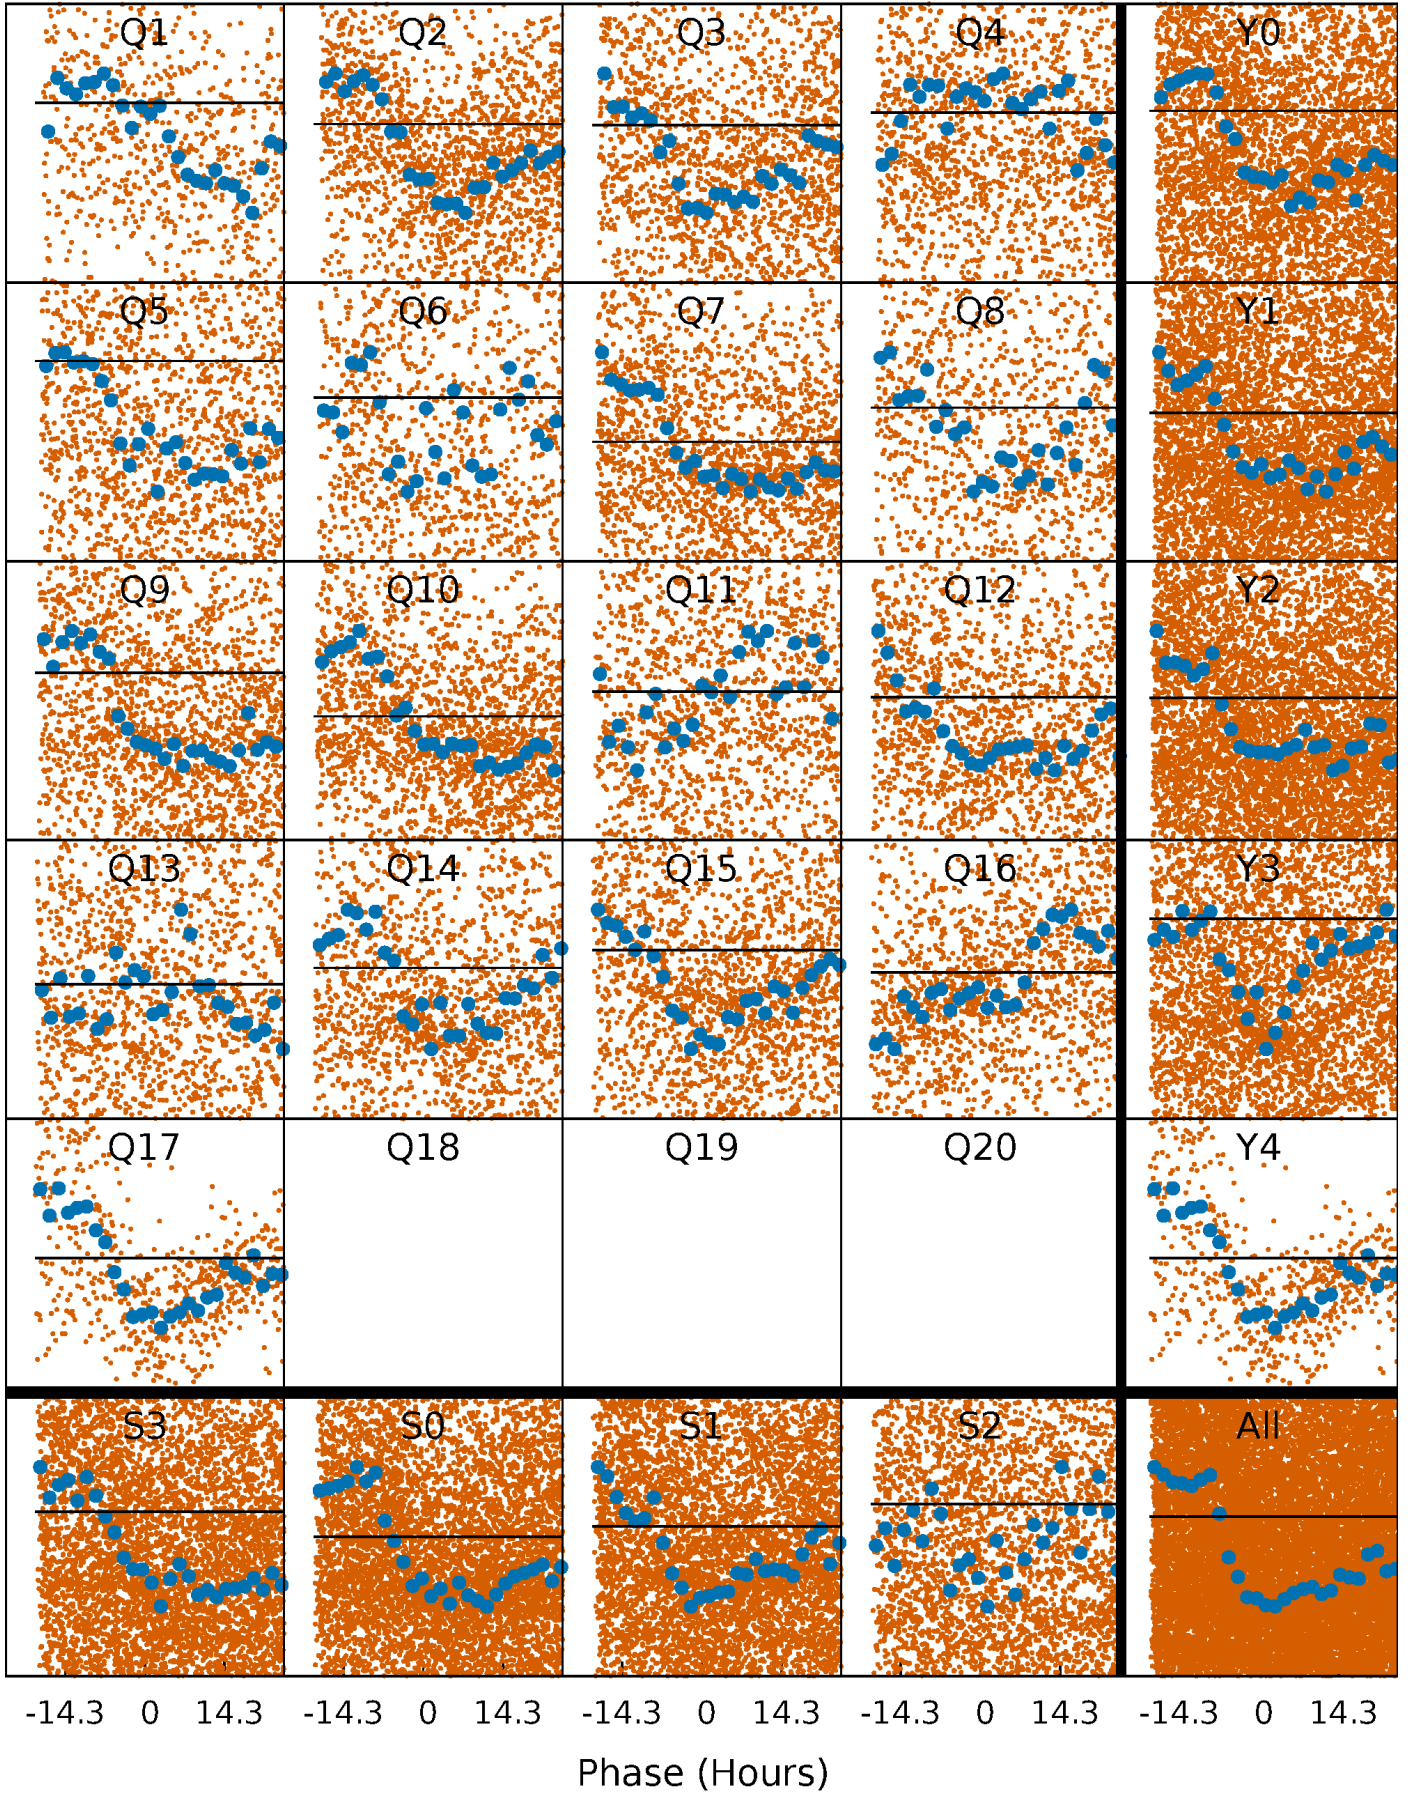 Q1 Q2 Q3 Q4 Y0
Q5 Q6 Q7 Q8 Y1
Q9 Q10 Q11 Q12 Y2
Q13 Q14 Q15 Q16 Y3
Q17 Q18 Q19 Q20 Y4
S3 S0 S1 S2 All
-14.3 0 14.3 -14.3 0 14.3 -14.3 0 14.3 -14.3 0 14.3 -14.3 0 14.3
Phase (Hours)